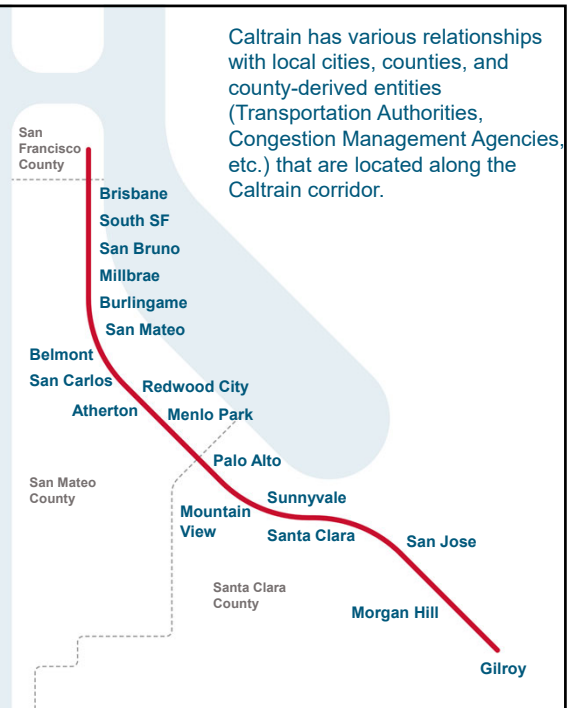 Caltrain has various relationships
with local cities, counties, and
county-derived entities
(Transportation Authorities,
Congestion Management Agencies,
etc.) that are located along the
Caltrain corridor.
San
Francisco
County
Brisbane
South SF
San Bruno
Millbrae
Burlingame
San Mateo
Belmont
San Carlos
Redwood City
Atherton
Menlo Park
Palo Alto
San Mateo
County
Sunnyvale
Mountain
View
Santa Clara
San Jose
Santa Clara
County
Morgan Hill
Gilroy